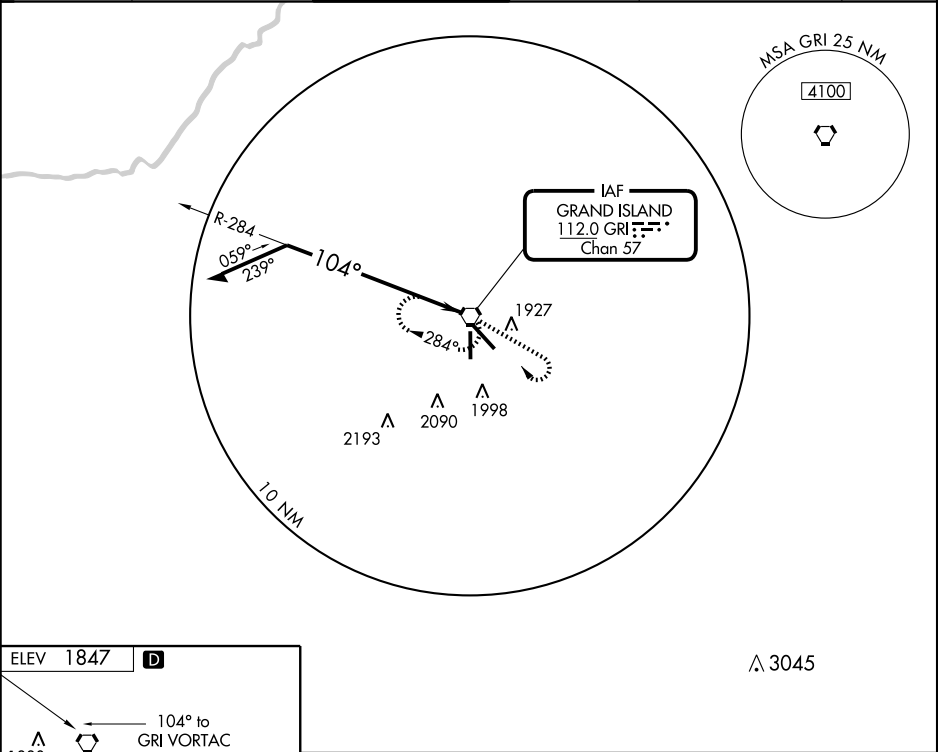 MSA GRI 25 NM
4100
IAF
GRAND ISLAND
112.0 GRI
Chan 57
R-284
059°
239°
104°
1927
284°
1998
2090
2193
10 NM
3045
ELEV 1847 D
104° to
GRI VORTAC